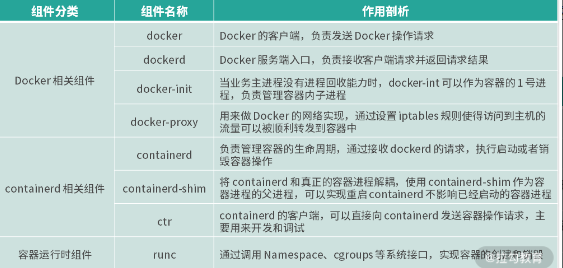 组件分类 组件名称 作用剖析
Docker 相关组件
docker Docker 的客户端，负责发送 Docker 操作请求
dockerd Docker 服务端入口，负责接收客户端请求并返回请求结果
docker-init 当业务主进程没有进程回收能力时，docker-int 可以作为容器的 1 号进
程，负责管理容器内子进程
docker-proxy 用来做 Docker 的网络实现，通过设置 iptables 规则使得访问到主机的
流量可以被顺利转发到容器中
containerd 相关组件
containerd 负责管理容器的生命周期，通过接收 dockerd 的请求，执行启动或者销
毁容器操作
containerd-shim 将 containerd 和真正的容器进程解耦，使用 containerd-shim 作为容
器进程的父进程，可以实现重启 containerd 不影响已经启动的容器进程
ctr containerd 的客户端，可以直接向 containerd 发送容器操作请求，主
要用来开发和调试
容器运行时组件
runc 通过调用 Namespace、cgroups 等系统接口，实现容器的创建和销毁
@拉勾教育